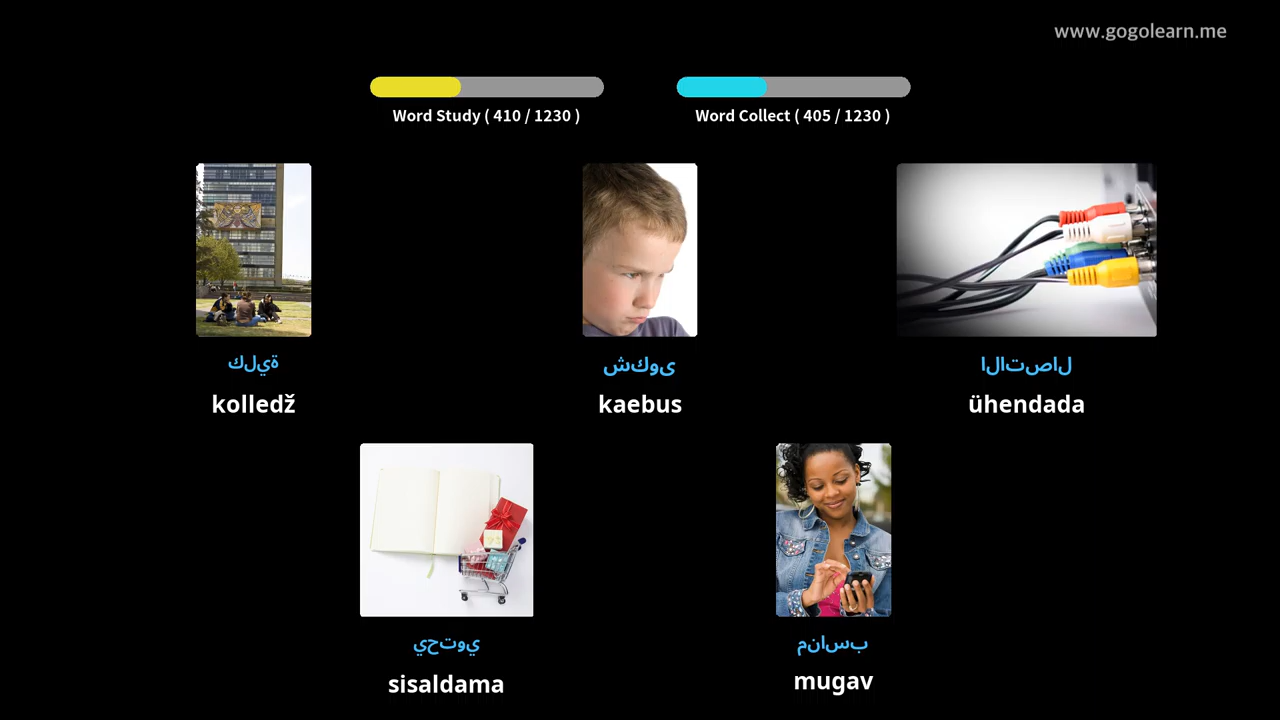 www.gogolearn.me
Word Study ( 410 / 1230 )
Word Collect ( 405 / 1230 )
كلية
kolledž
شكوى
kaebus
الاتصال
ühendada
يحتوي
sisaldama
مناسب
mugav